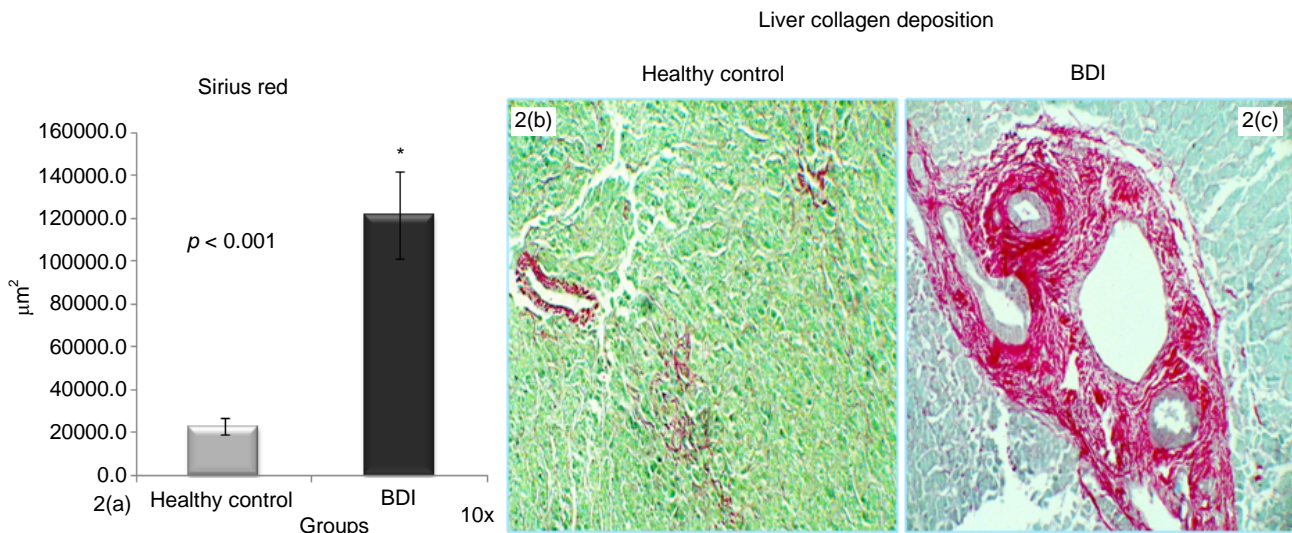 Liver collagen deposition
Sirius red
160000.0
140000.0
120000.0
100000.0
80000.0
60000.0
40000.0
20000.0
0.0
μm²
*
p < 0.001
2(a)
Healthy control
BDI
Groups
10x
Healthy control
BDI
2(b)
2(c)